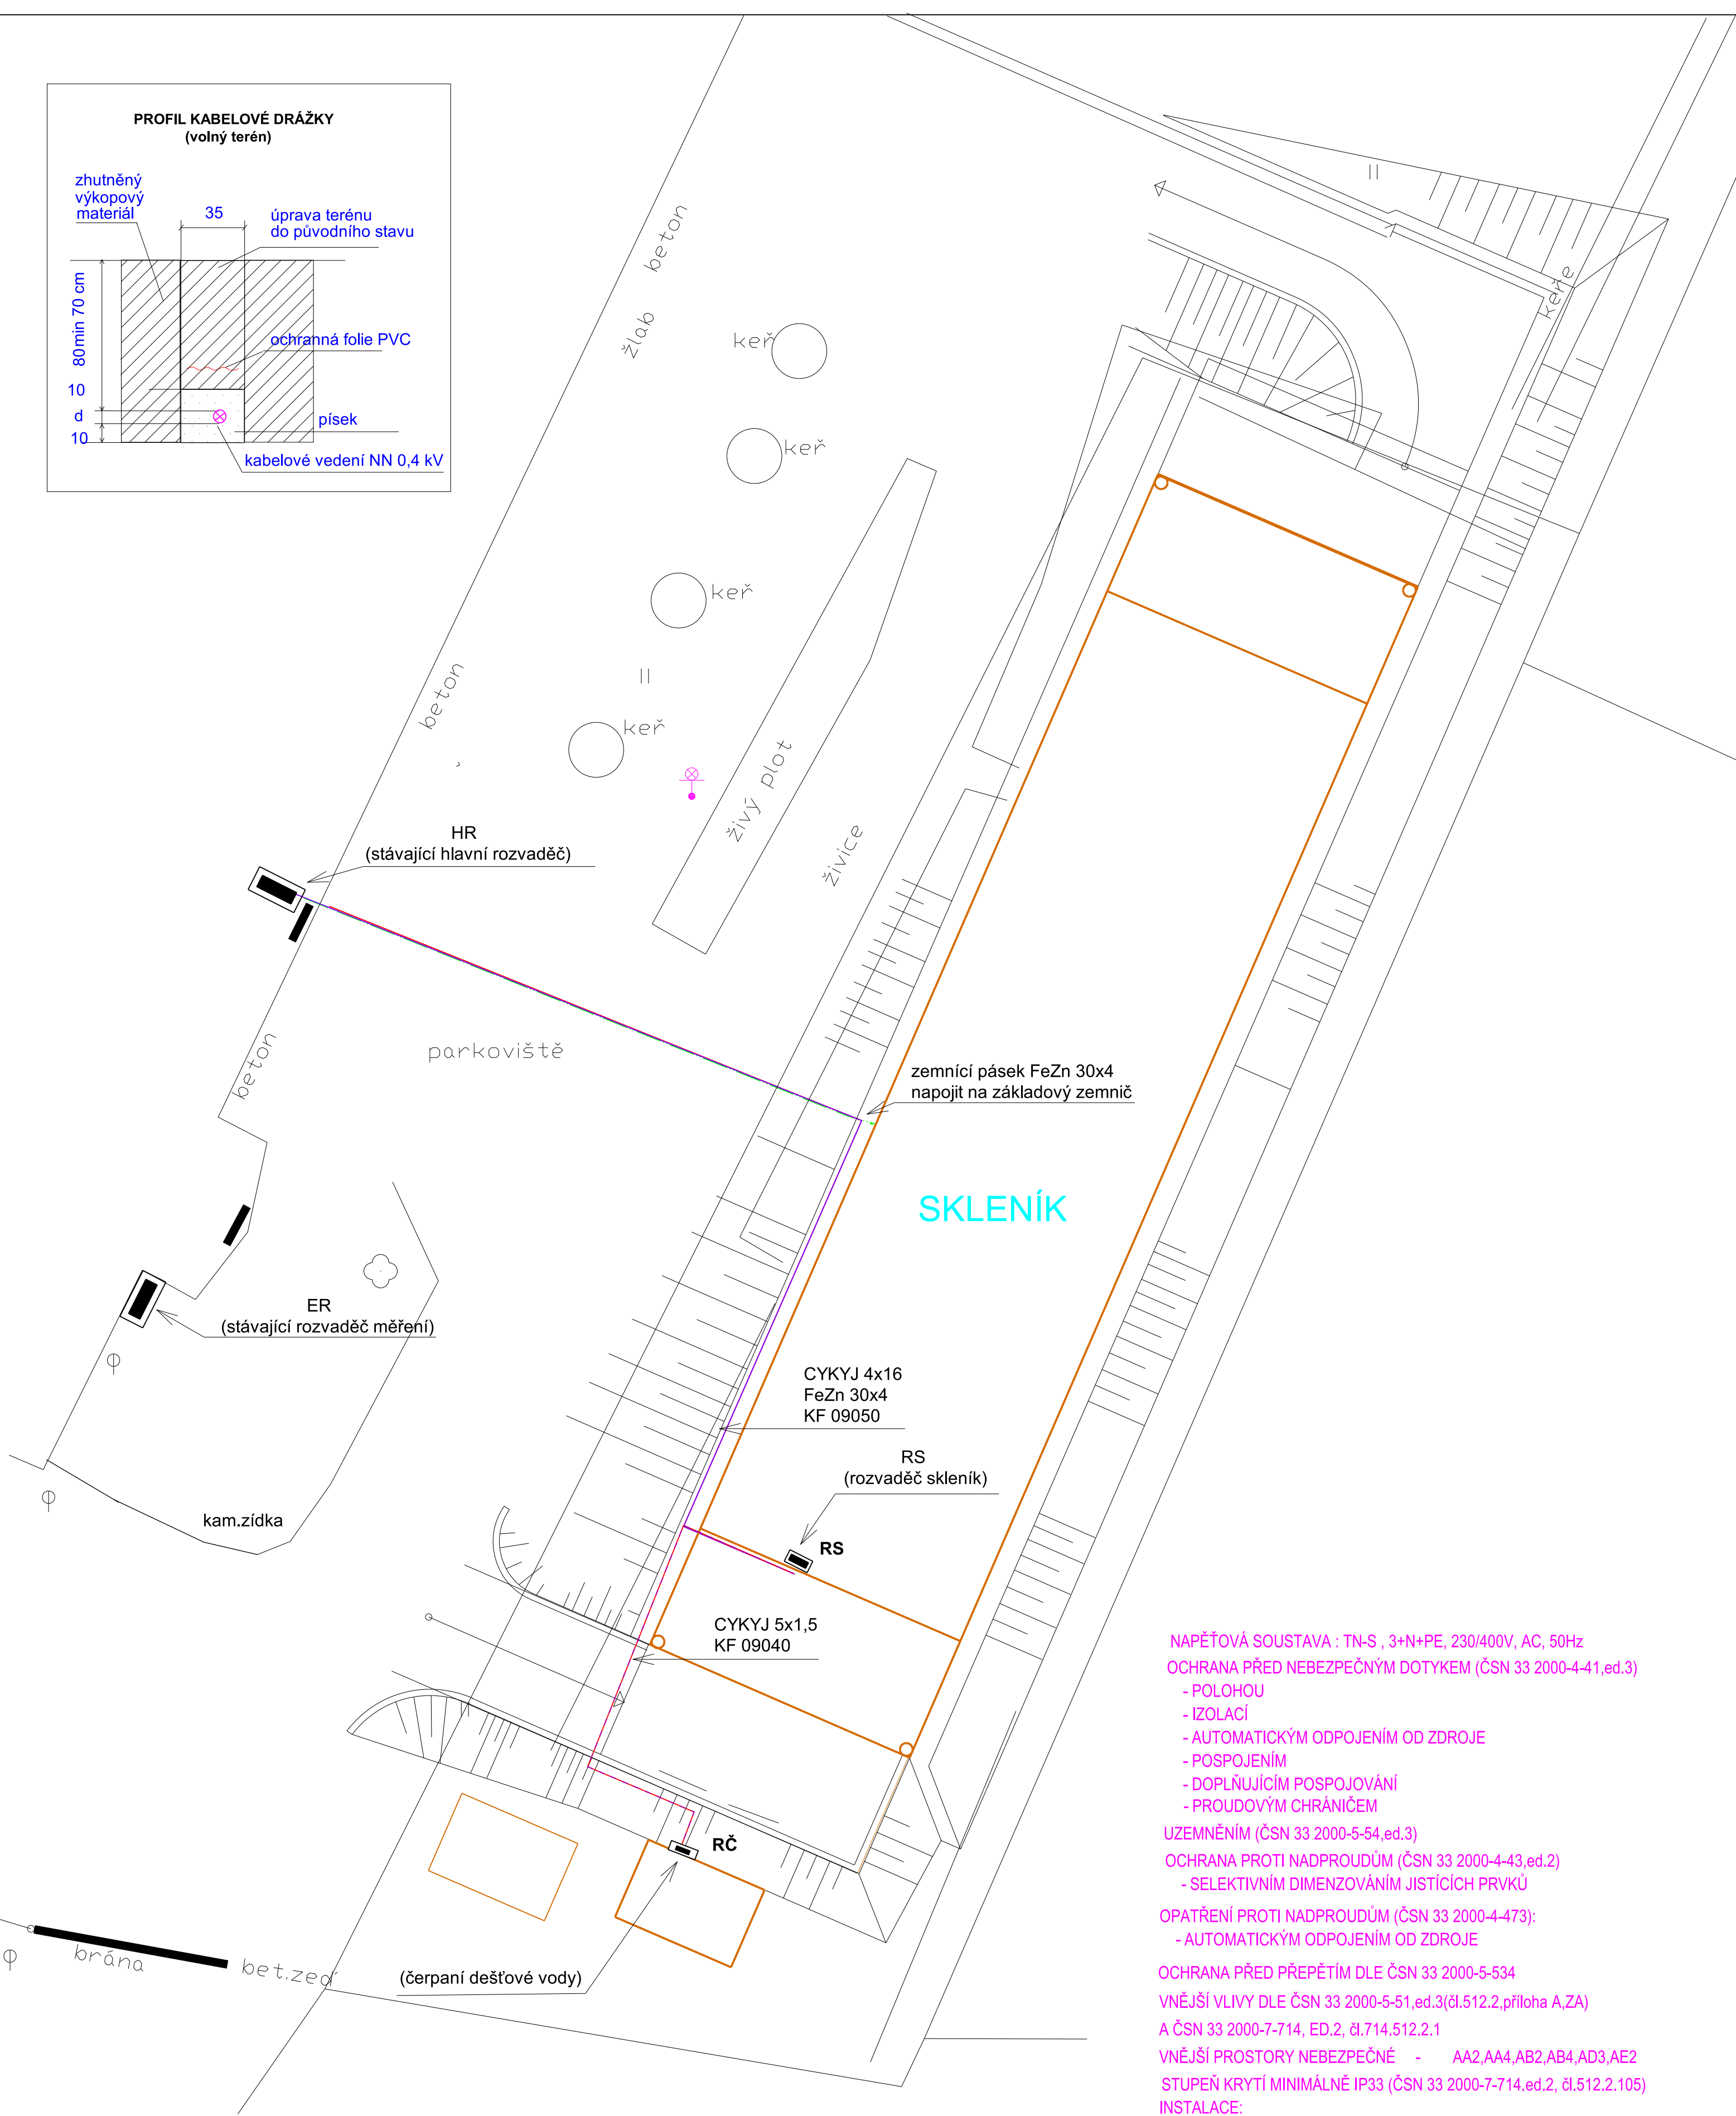 PROFIL KABELOVÉ DRÁŽKY
(volný terén)
zhutněný
výkopový
materiál
35
úprava terénu
do původního stavu
80
min 70 cm
ochranná folie PVC
10
d
10
písek
kabelové vedení NN 0,4 kV
beton
žlab
keř
keř
keř
keř
keře
beton
živý plot
živice
HR
(stávající hlavní rozvaděč)
beton
parkoviště
zemnící pásek FeZn 30x4
napojit na základový zemnič
SKLENÍK
ER
(stávající rozvaděč měření)
CYKYJ 4x16
FeZn 30x4
KF 09050
RS
(rozvaděč skleník)
RS
kam.zídka
CYKYJ 5x1,5
KF 09040
RČ
(čerpaní dešťové vody)
brána
bet.zeď
NAPĚŤOVÁ SOUSTAVA : TN-S , 3+N+PE, 230/400V, AC, 50Hz
OCHRANA PŘED NEBEZPEČNÝM DOTYKEM (ČSN 33 2000-4-41,ed.3)
- POLOHOU
- IZOLACÍ
- AUTOMATICKÝM ODPOJENÍM OD ZDROJE
- POSPOJENÍM
- DOPLŇUJÍCÍM POSPOJOVÁNÍ
- PROUDOVÝM CHRÁNIČEM
UZEMNĚNÍM (ČSN 33 2000-5-54,ed.3)
OCHRANA PROTI NADPROUDŮM (ČSN 33 2000-4-43,ed.2)
- SELEKTIVNÍM DIMENZOVÁNÍM JISTÍCÍCH PRVKŮ
OPATŘENÍ PROTI NADPROUDŮM (ČSN 33 2000-4-473):
- AUTOMATICKÝM ODPOJENÍM OD ZDROJE
OCHRANA PŘED PŘEPĚTÍM DLE ČSN 33 2000-5-534
VNĚJŠÍ VLIVY DLE ČSN 33 2000-5-51,ed.3(čl.512.2,příloha A,ZA)
A ČSN 33 2000-7-714, ED.2, čl.714.512.2.1
VNĚJŠÍ PROSTORY NEBEZPEČNÉ - AA2,AA4,AB2,AB4,AD3,AE2
STUPEŇ KRYTÍ MINIMÁLNĚ IP33 (ČSN 33 2000-7-714.ed.2, čl.512.2.105)
INSTALACE: